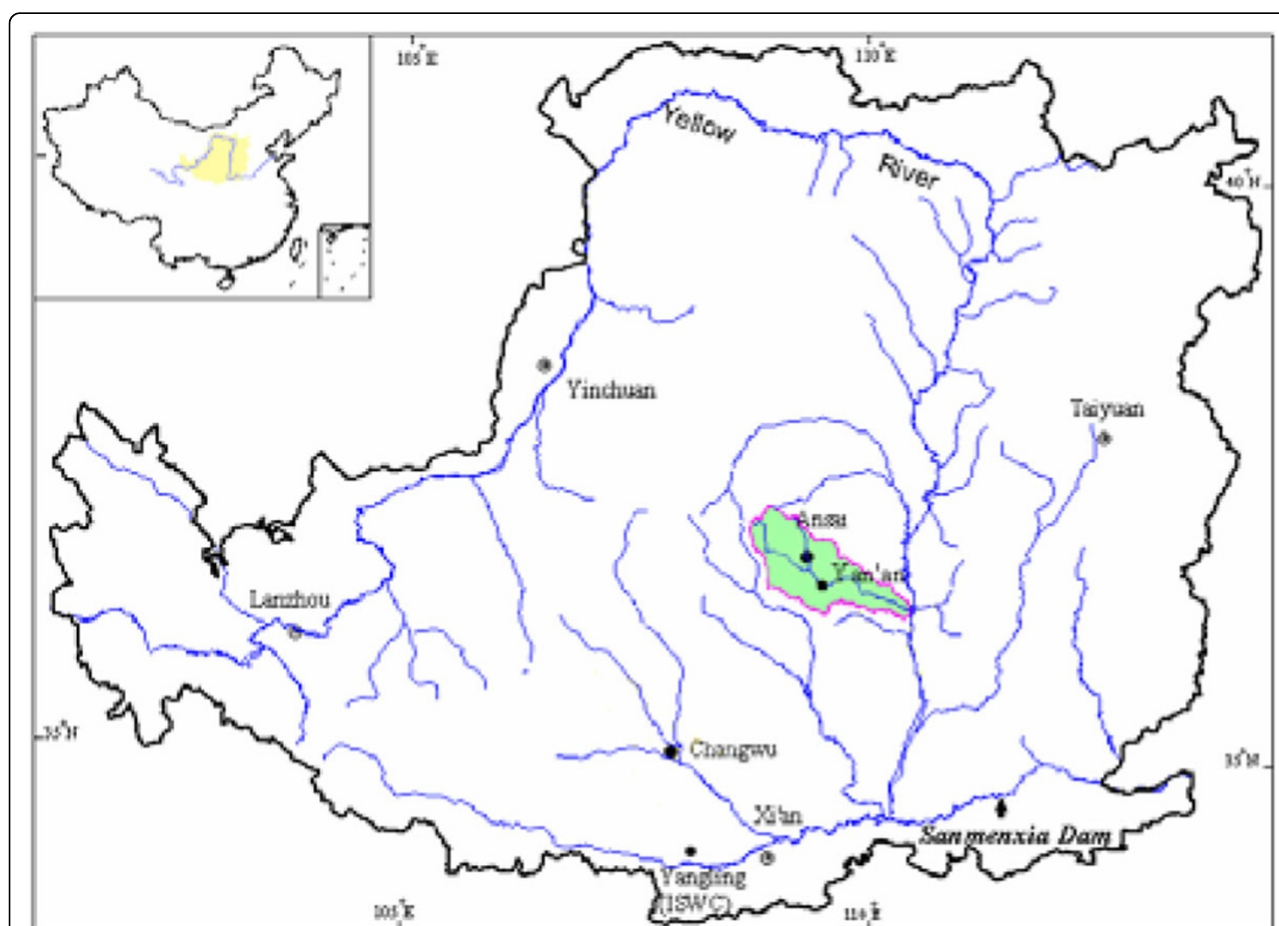 105°E
110°E
Yellow
River
40°N
Yinchuan
Taiyuan
Ansai
Yan'an
Lanzhou
35°N
Changwu
35°N
Xi'an
Sanmenxia Dam
Yangling
(ISWC)
105°E
110°E